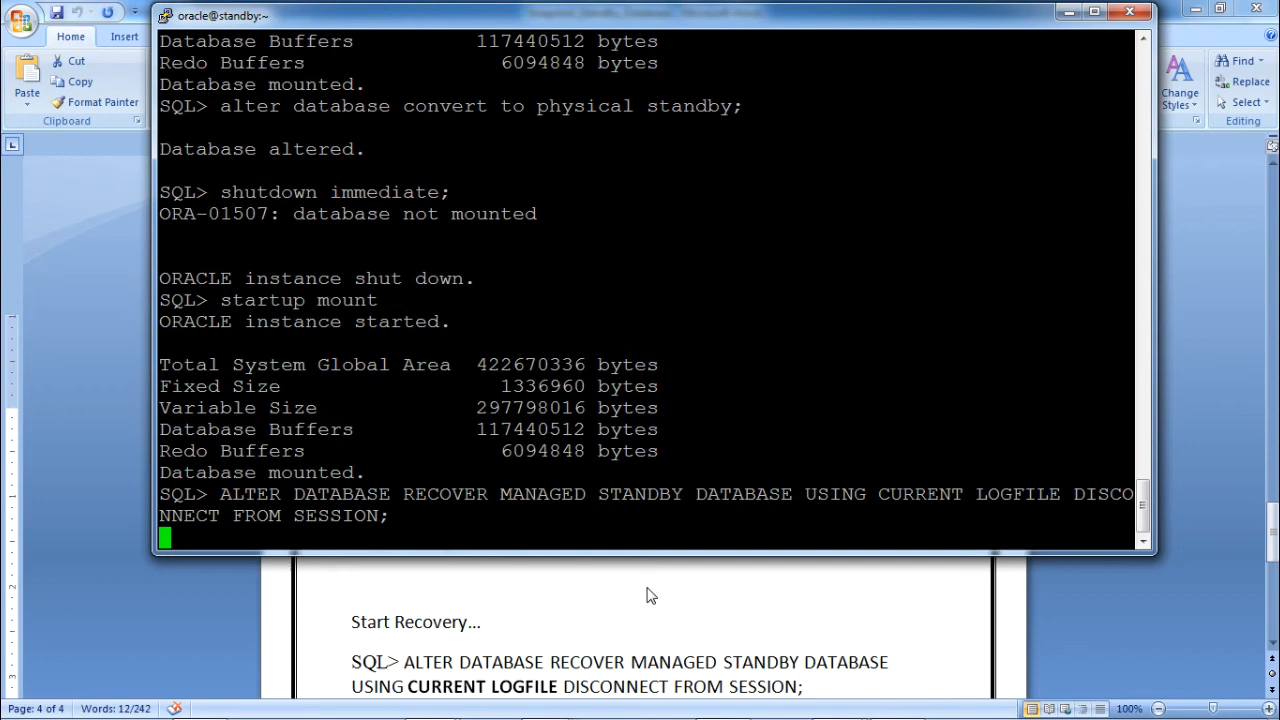 oracle@standby:~
Home
Insert
Cut
Copy
Paste
Format Painter
Clipboard
Database Buffers 117440512 bytes
Redo Buffers 6094848 bytes
Database mounted.
SQL> alter database convert to physical standby;
Database altered.
SQL> shutdown immediate;
ORA-01507: database not mounted
ORACLE instance shut down.
SQL> startup mount
ORACLE instance started.
Total System Global Area 422670336 bytes
Fixed Size 1336960 bytes
Variable Size 297798016 bytes
Database Buffers 117440512 bytes
Redo Buffers 6094848 bytes
Database mounted.
SQL> ALTER DATABASE RECOVER MANAGED STANDBY DATABASE USING CURRENT LOGFILE DISCO
NNECT FROM SESSION;
Find
Replace
Select
Change
Styles
Editing
Start Recovery...
SQL> ALTER DATABASE RECOVER MANAGED STANDBY DATABASE
USING CURRENT LOGFILE DISCONNECT FROM SESSION;
Page: 4 of 4
Words: 12/242
100%